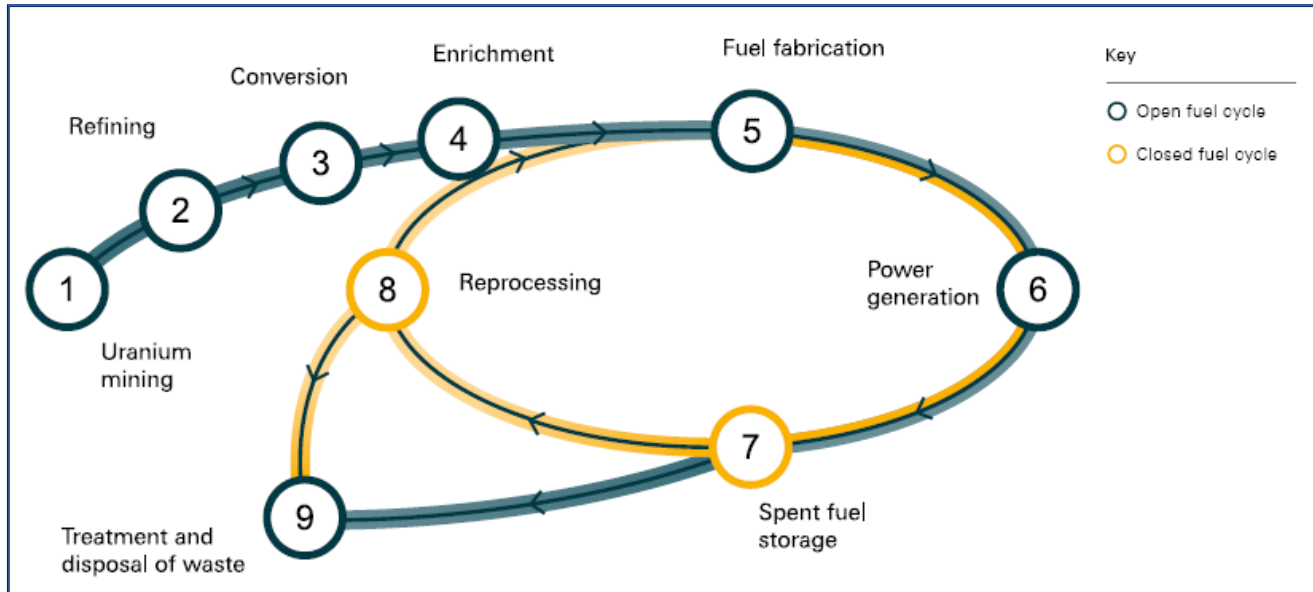 Fuel fabrication
Enrichment
Conversion
Refining
Key
Open fuel cycle
Closed fuel cycle
1
2
3
4
5
6
7
8
9
Uranium
mining
Reprocessing
Power
generation
Spent fuel
storage
Treatment and
disposal of waste